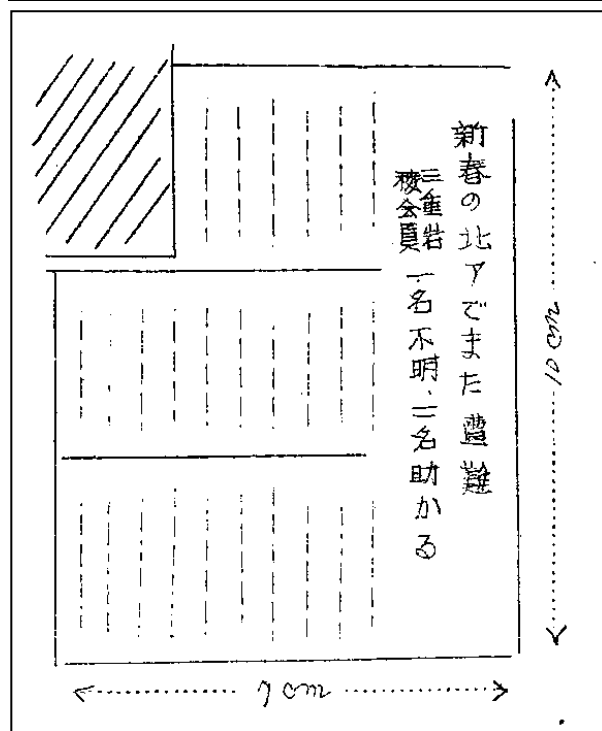 新春の北アでまた遭難
三重岩
稜会員
一名不明、二名助かる
10cm
7cm